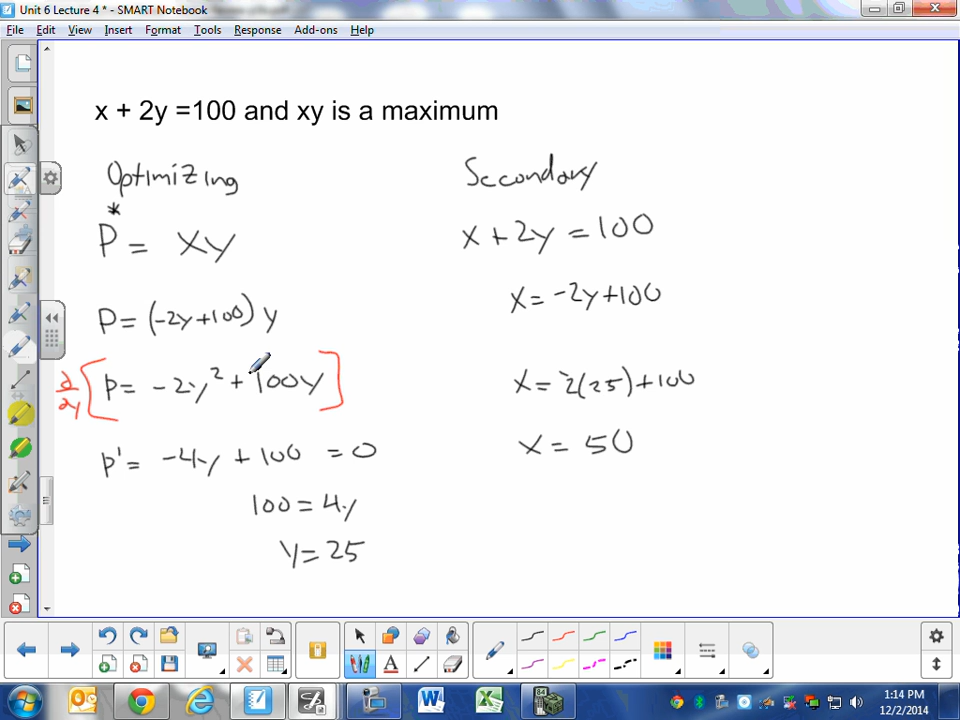 Unit 6 Lecture 4 * - SMART Notebook
File Edit View Insert Format Tools Response Add-ons Help
x + 2y =100 and xy is a maximum
Optimizing
*
P = xy
P = (-2y+100) y
d/dy [ P = -2y² + 100y ]
P' = -4y + 100 = 0
100 = 4y
y = 25
Secondary
x + 2y = 100
x = -2y+100
x = -2(25)+100
x = 50
1:14 PM
12/2/2014